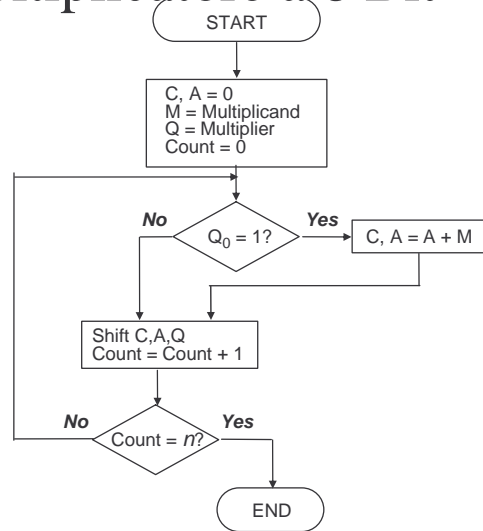 START
C, A = 0
M = Multiplicand
Q = Multiplier
Count = 0
No
Yes
Q0 = 1?
C, A = A + M
Shift C,A,Q
Count = Count + 1
No
Yes
Count = n?
END